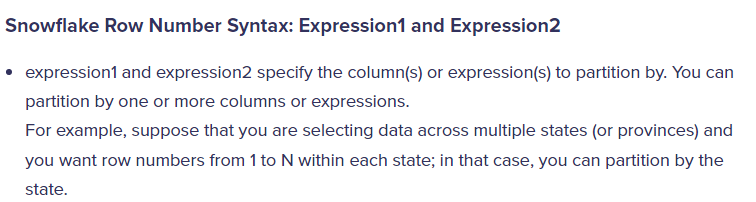 Snowflake Row Number Syntax: Expression1 and Expression2
• expression1 and expression2 specify the column(s) or expression(s) to partition by. You can
partition by one or more columns or expressions.
For example, suppose that you are selecting data across multiple states (or provinces) and
you want row numbers from 1 to N within each state; in that case, you can partition by the
state.